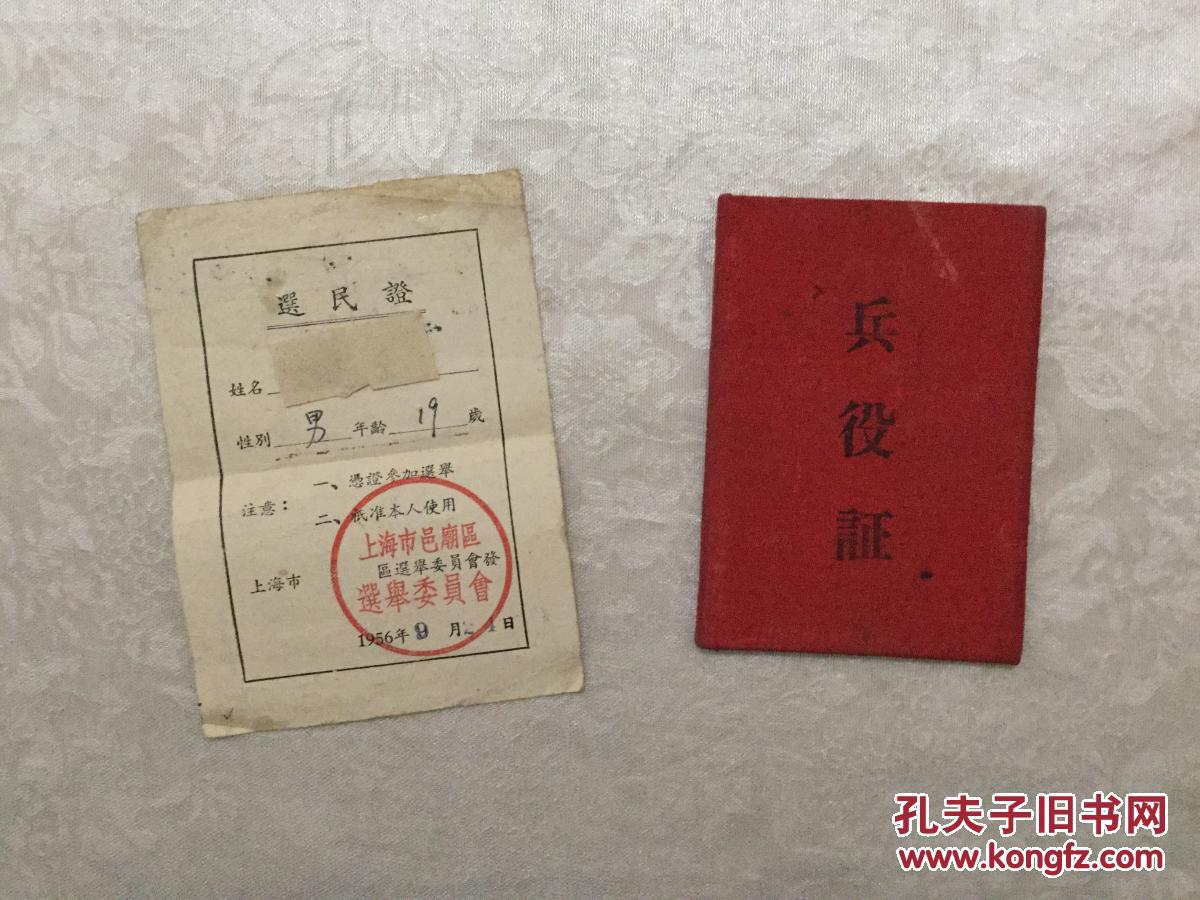 選民證
姓名
性別 男 年齡 19 歲
注意：
一、憑證參加選舉
二、祇准本人使用
上海市
區選舉委員會發
上海市邑廟區
選舉委員會
1956年9月 日
兵
役
証
孔夫子旧书网
www.kongfz.com